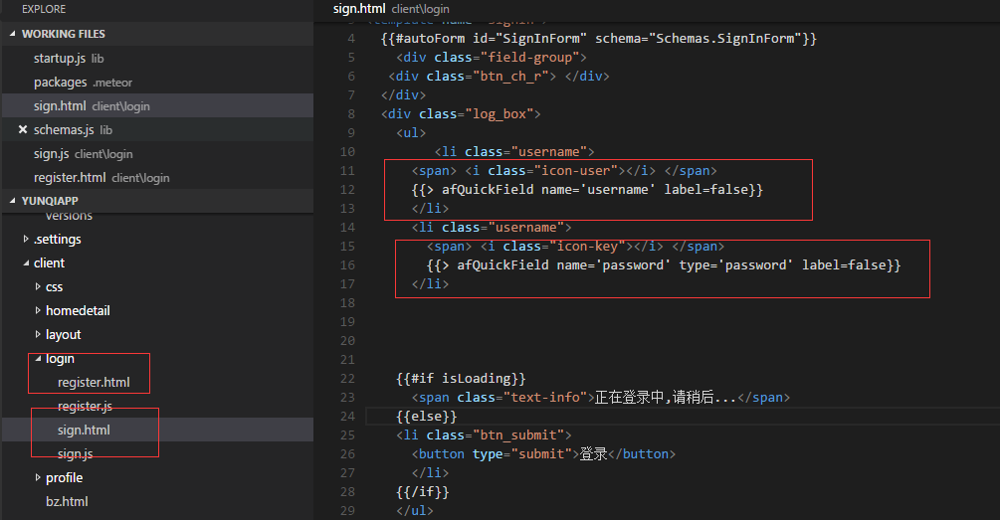 EXPLORE
WORKING FILES
startup.js lib
packages .meteor
sign.html client\login
schemas.js lib
sign.js client\login
register.html client\login
YUNQIAPP
versions
.settings
client
css
homedetail
layout
login
register.html
register.js
sign.html
sign.js
profile
bz.html
sign.html client\login
4 {{#autoForm id="SignInForm" schema="Schemas.SignInForm"}}
5 <div class="field-group">
6 <div class="btn_ch_r"> </div>
7 </div>
8 <div class="log_box">
9 <ul>
10 <li class="username">
11 <span> <i class="icon-user"></i> </span>
12 {{> afQuickField name='username' label=false}}
13 </li>
14 <li class="username">
15 <span> <i class="icon-key"></i> </span>
16 {{> afQuickField name='password' type='password' label=false}}
17 </li>
18
19
20
21
22 {{#if isLoading}}
23 <span class="text-info">正在登录中,请稍后...</span>
24 {{else}}
25 <li class="btn_submit">
26 <button type="submit">登录</button>
27 </li>
28 {{/if}}
29 </ul>